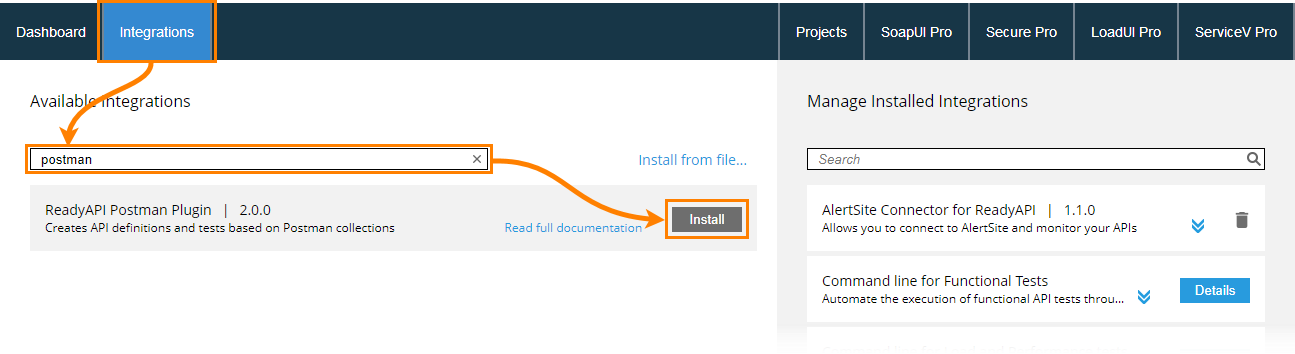 Dashboard
Integrations
Projects
SoapUI Pro
Secure Pro
LoadUI Pro
ServiceV Pro
Available Integrations
postman
Install from file...
ReadyAPI Postman Plugin | 2.0.0
Creates API definitions and tests based on Postman collections
Read full documentation
Install
Manage Installed Integrations
Search
AlertSite Connector for ReadyAPI | 1.1.0
Allows you to connect to AlertSite and monitor your APIs
Command line for Functional Tests
Automate the execution of functional API tests throu...
Details